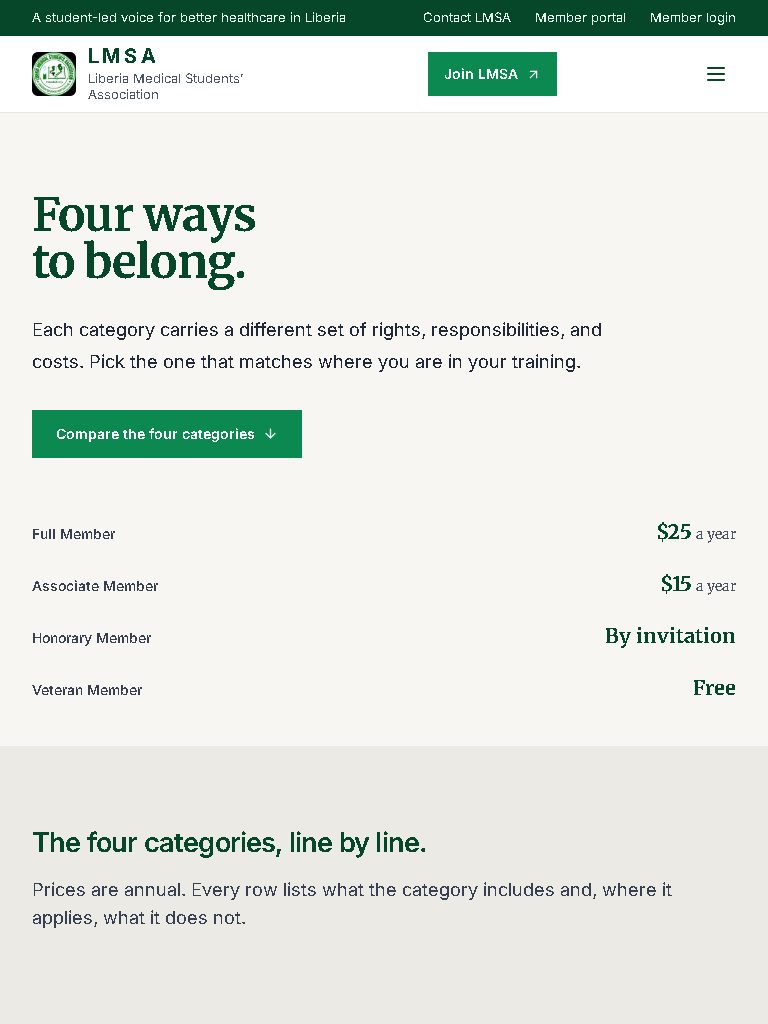 A student-led voice for better healthcare in Liberia
Contact LMSA
Member portal
Member login
LMSA
Liberia Medical Students'
Association
Join LMSA
Four ways
to belong.
Each category carries a different set of rights, responsibilities, and
costs. Pick the one that matches where you are in your training.
Compare the four categories
Full Member
$25 a year
Associate Member
$15 a year
Honorary Member
By invitation
Veteran Member
Free
The four categories, line by line.
Prices are annual. Every row lists what the category includes and, where it
applies, what it does not.